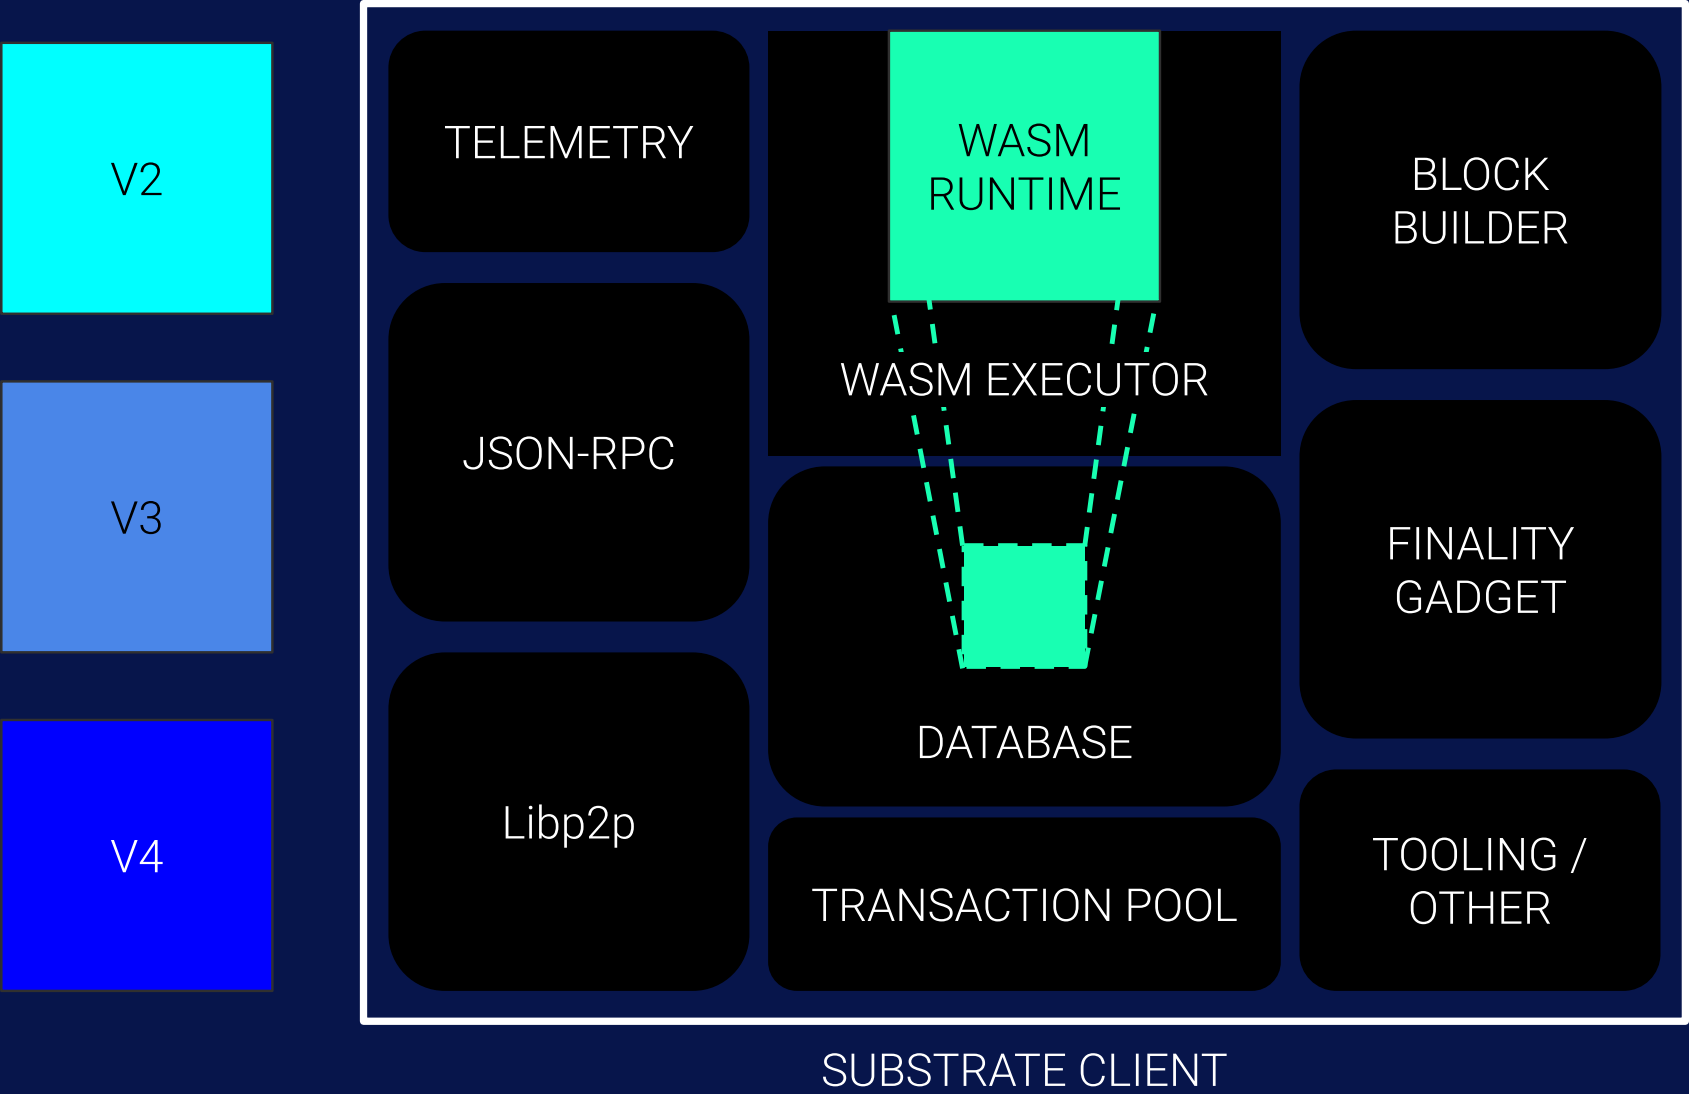 V2
V3
V4
TELEMETRY
JSON-RPC
Libp2p
WASM
RUNTIME
WASM EXECUTOR
DATABASE
TRANSACTION POOL
BLOCK
BUILDER
FINALITY
GADGET
TOOLING /
OTHER
SUBSTRATE CLIENT